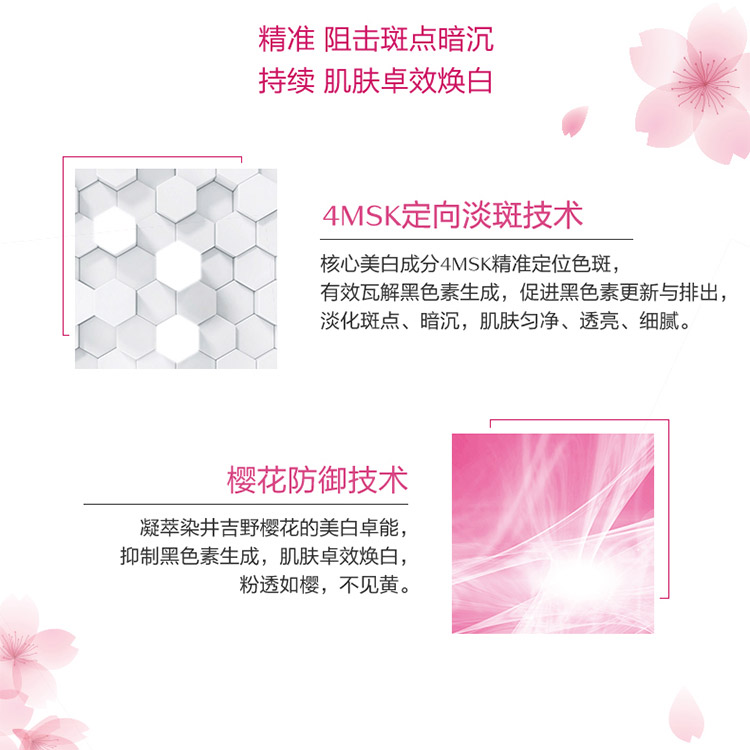 精准 阻击斑点暗沉
持续 肌肤卓效焕白
4MSK定向淡斑技术
核心美白成分4MSK精准定位色斑，
有效瓦解黑色素生成，促进黑色素更新与排出，
淡化斑点、暗沉，肌肤匀净、透亮、细腻。
樱花防御技术
凝萃染井吉野樱花的美白卓能，
抑制黑色素生成，肌肤卓效焕白，
粉透如樱，不见黄。